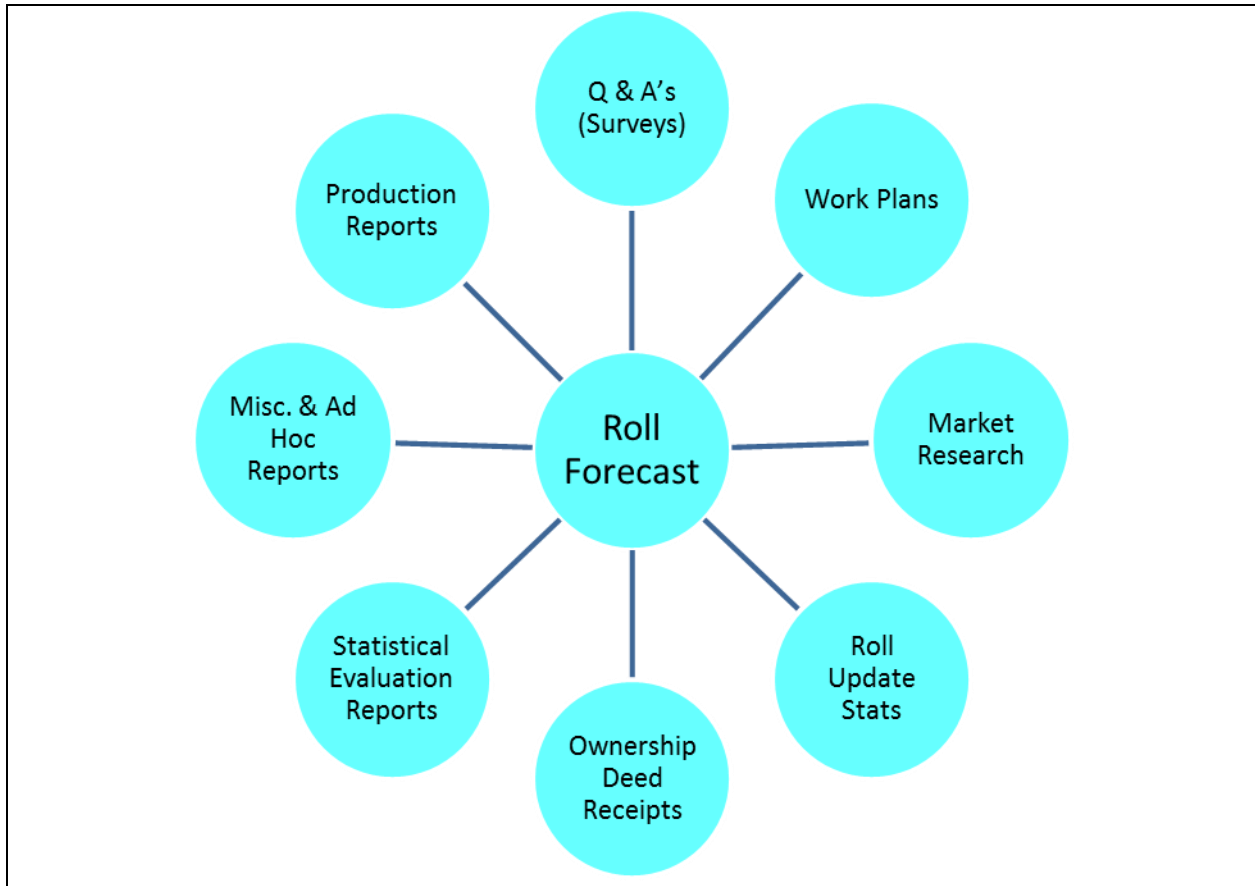 Q & A’s
(Surveys)
Work Plans
Market
Research
Roll
Update
Stats
Ownership
Deed
Receipts
Statistical
Evaluation
Reports
Misc. & Ad
Hoc
Reports
Production
Reports
Roll
Forecast